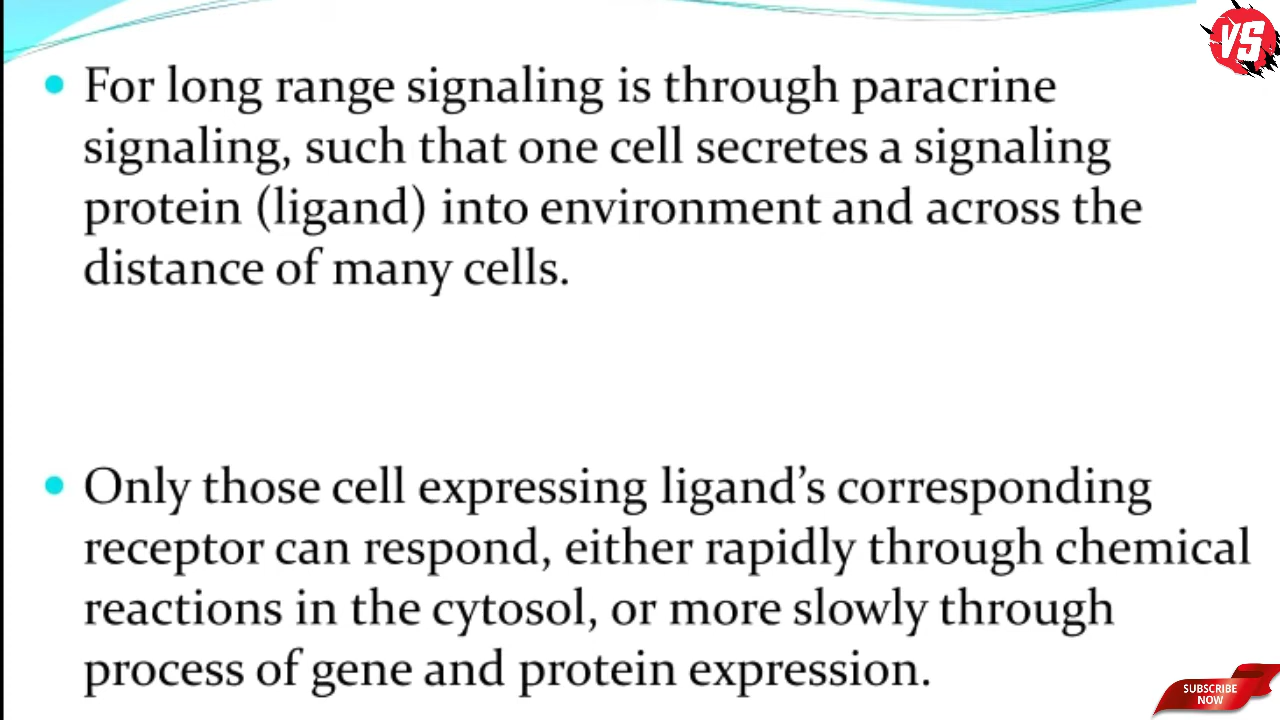 VS
For long range signaling is through paracrine
signaling, such that one cell secretes a signaling
protein (ligand) into environment and across the
distance of many cells.
Only those cell expressing ligand’s corresponding
receptor can respond, either rapidly through chemical
reactions in the cytosol, or more slowly through
process of gene and protein expression.
SUBSCRIBE
NOW